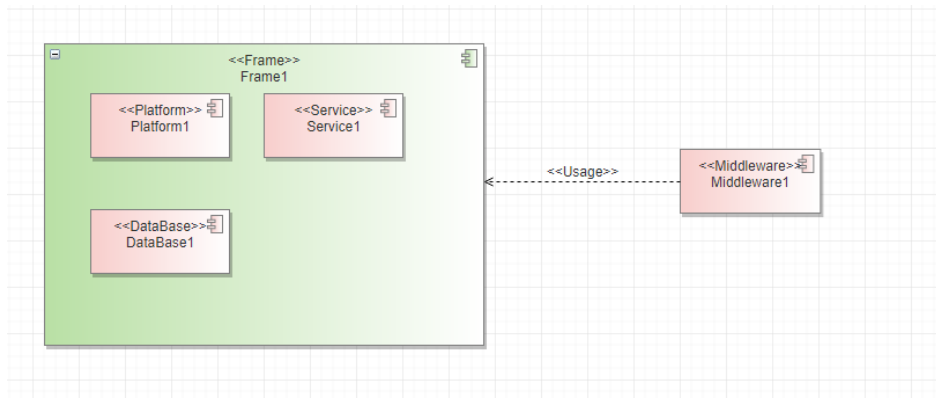 <<Frame>>
Frame1
<<Platform>>
Platform1
<<Service>>
Service1
<<Usage>>
<<Middleware>>
Middleware1
<<DataBase>>
DataBase1